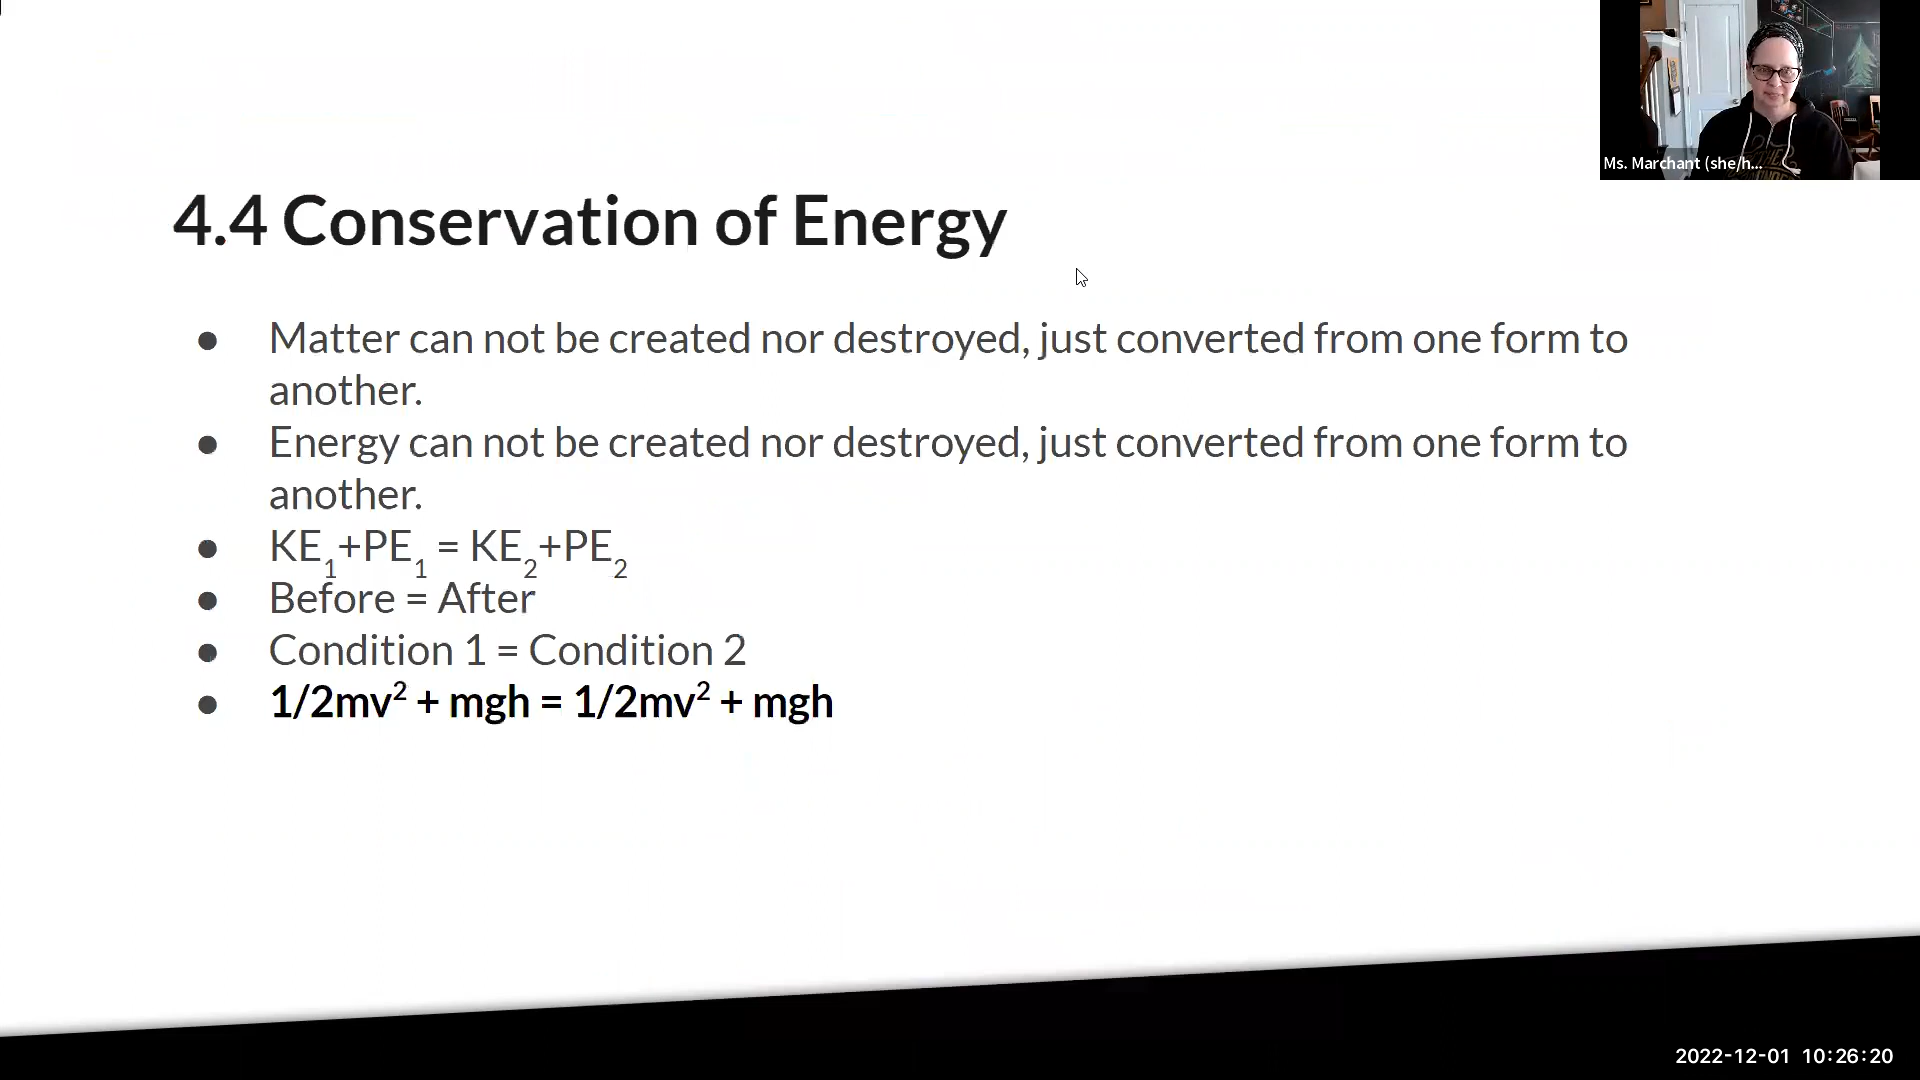 Ms. Marchant (she/h...
4.4 Conservation of Energy
● Matter can not be created nor destroyed, just converted from one form to
another.
● Energy can not be created nor destroyed, just converted from one form to
another.
● KE₁+PE₁ = KE₂+PE₂
● Before = After
● Condition 1 = Condition 2
● 1/2mv² + mgh = 1/2mv² + mgh
2022-12-01 10:26:20